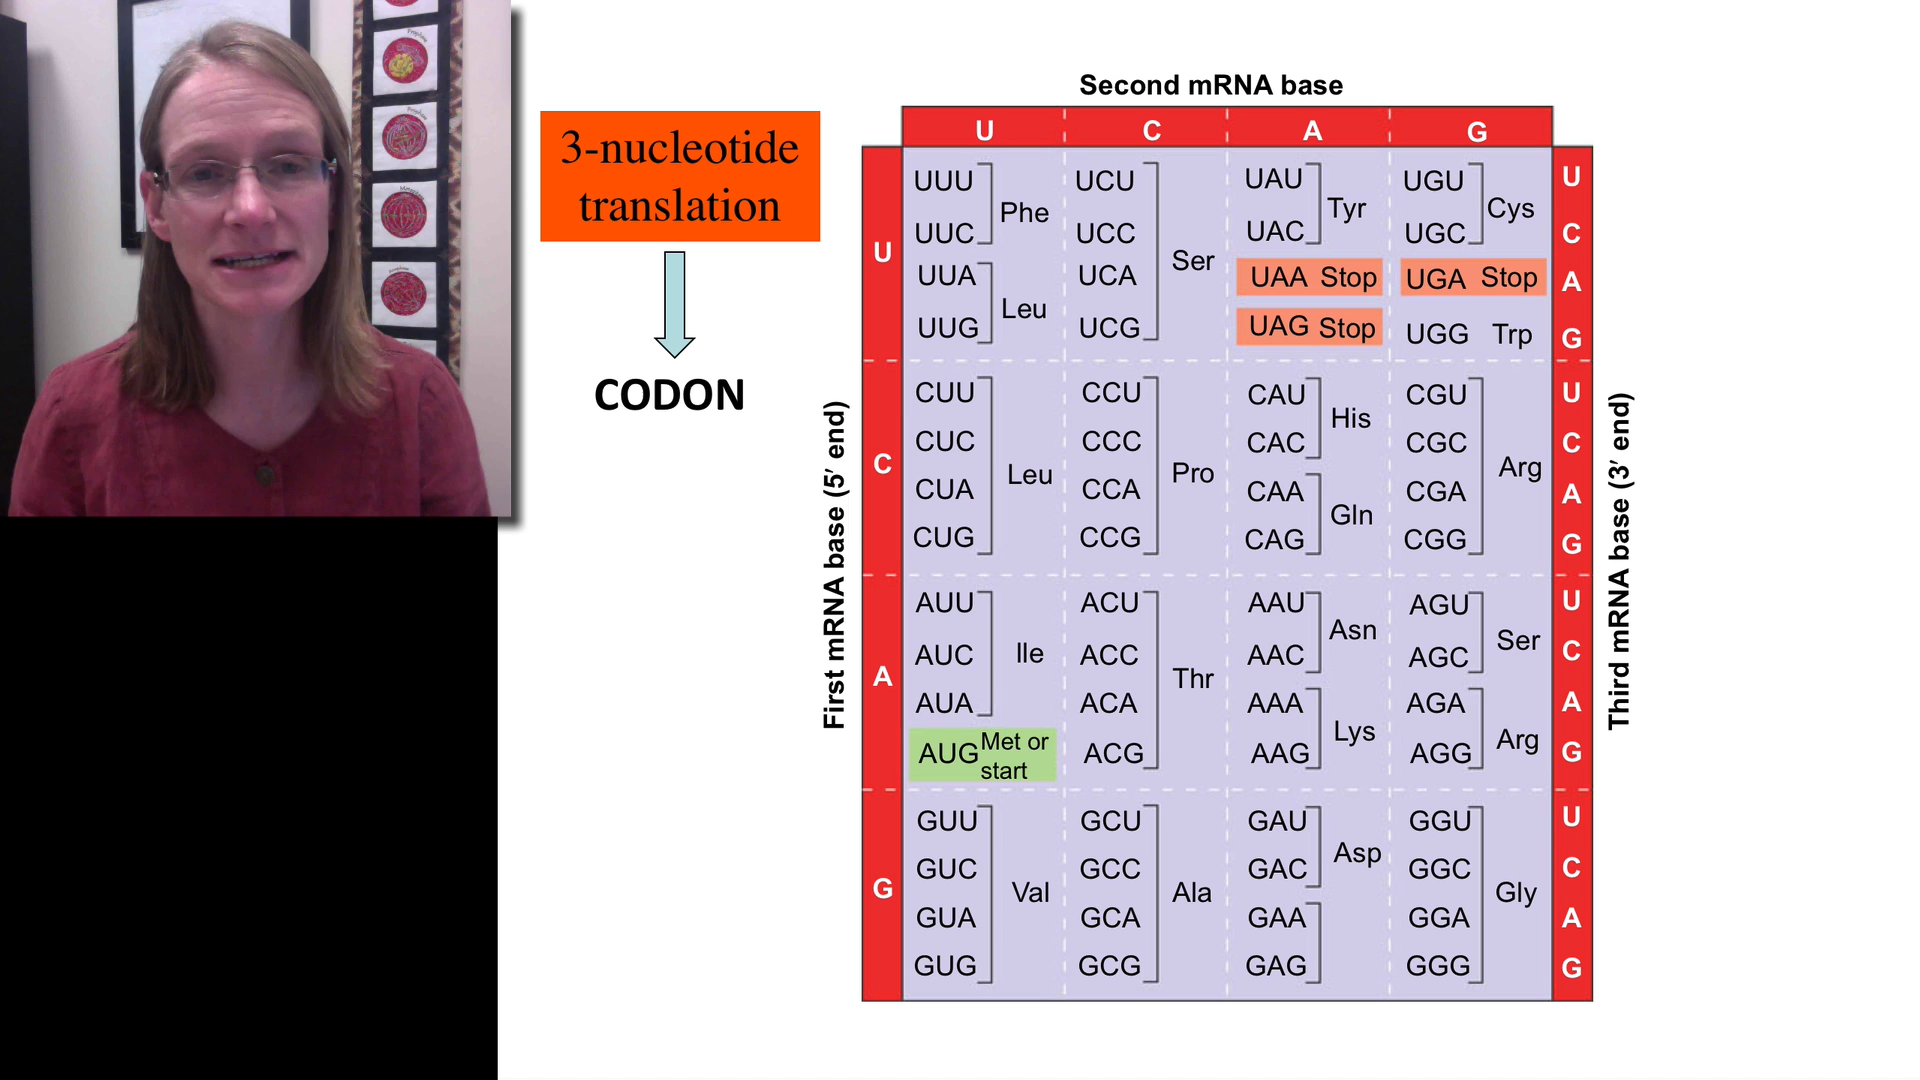 3-nucleotide
translation
CODON
Second mRNA base
U C A G
First mRNA base (5′ end)
Third mRNA base (3′ end)
U
UUU UCU UAU UGU U
Phe Tyr Cys
UUC UCC UAC UGC C
Ser
UUA UCA UAA Stop UGA Stop A
Leu
UUG UCG UAG Stop UGG Trp G
C
CUU CCU CAU CGU U
His
CUC CCC CAC CGC C
Leu Pro Arg
CUA CCA CAA CGA A
Gln
CUG CCG CAG CGG G
A
AUU ACU AAU AGU U
Asn Ser
AUC Ile ACC AAC AGC C
Thr
AUA ACA AAA AGA A
Lys Arg
AUG Met or start ACG AAG AGG G
G
GUU GCU GAU GGU U
Asp
GUC GCC GAC GGC C
Val Ala Gly
GUA GCA GAA GGA A
GUG GCG GAG GGG G